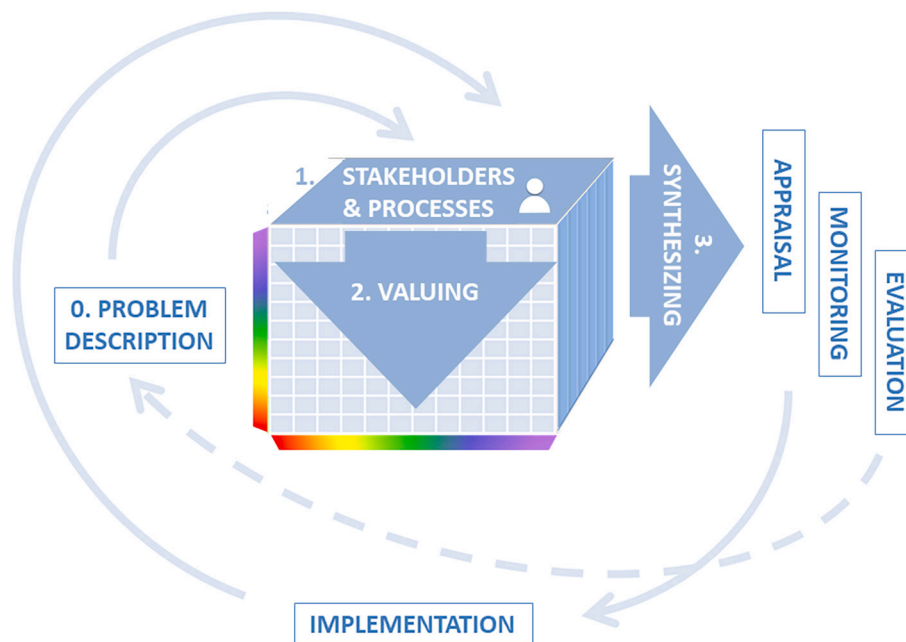 1. STAKEHOLDERS
& PROCESSES
2. VALUING
3.
SYNTHESIZING
APPRAISAL
MONITORING
EVALUATION
0. PROBLEM
DESCRIPTION
IMPLEMENTATION